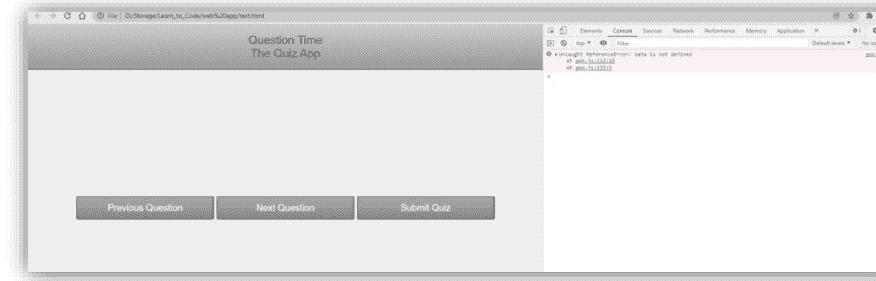 File D:/Storage/Learn_to_Code/web%20app/text.html
Question Time
The Quiz App
Previous Question
Next Question
Submit Quiz
Elements Console Sources Network Performance Memory Application
top Filter Default levels
Uncaught ReferenceError: data is not defined
at app.js:112:18
at app.js:133:5